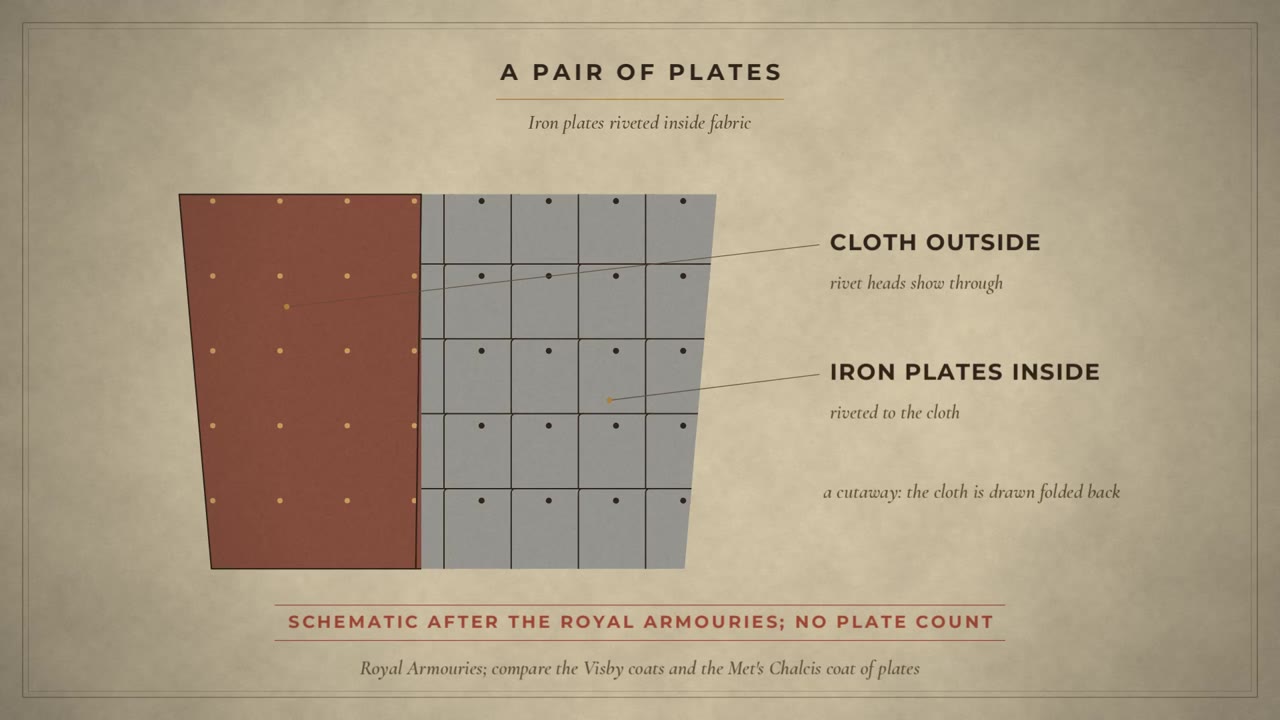 A PAIR OF PLATES
Iron plates riveted inside fabric
CLOTH OUTSIDE
rivet heads show through
IRON PLATES INSIDE
riveted to the cloth
a cutaway: the cloth is drawn folded back
SCHEMATIC AFTER THE ROYAL ARMOURIES; NO PLATE COUNT
Royal Armouries; compare the Visby coats and the Met's Chalcis coat of plates